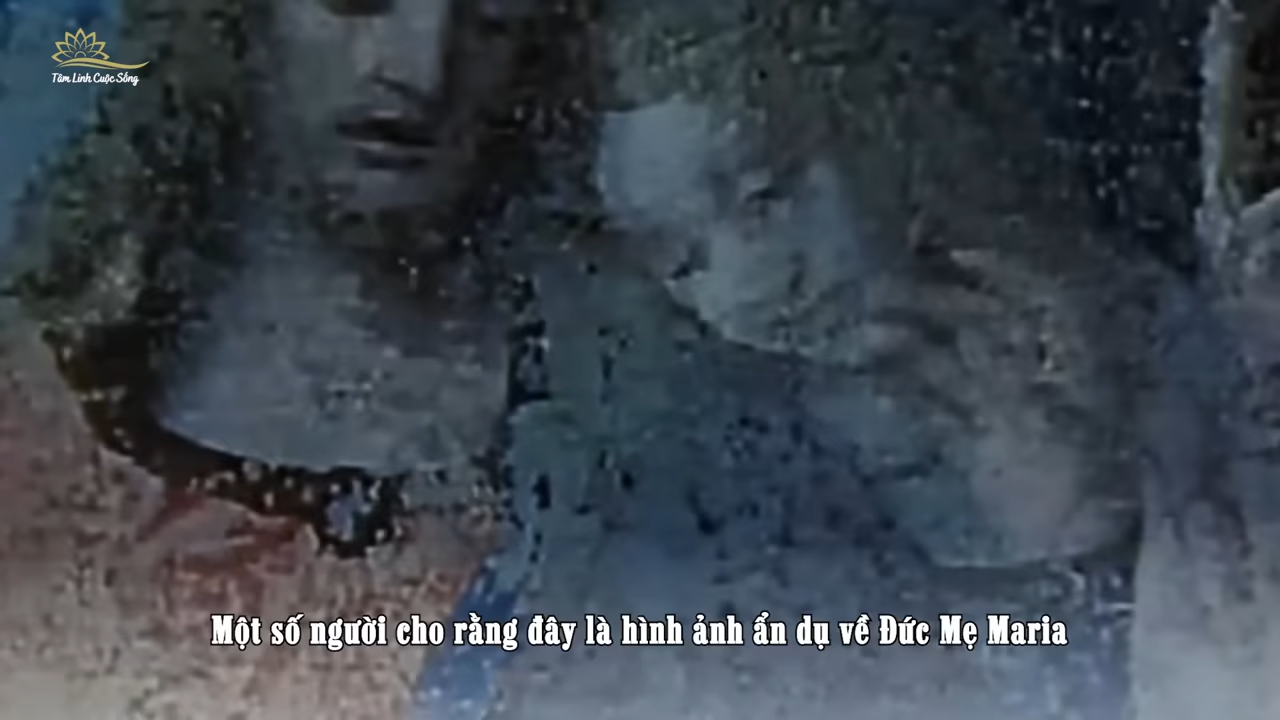 Tâm Linh Cuộc Sống
Một số người cho rằng đây là hình ảnh ẩn dụ về Đức Mẹ Maria